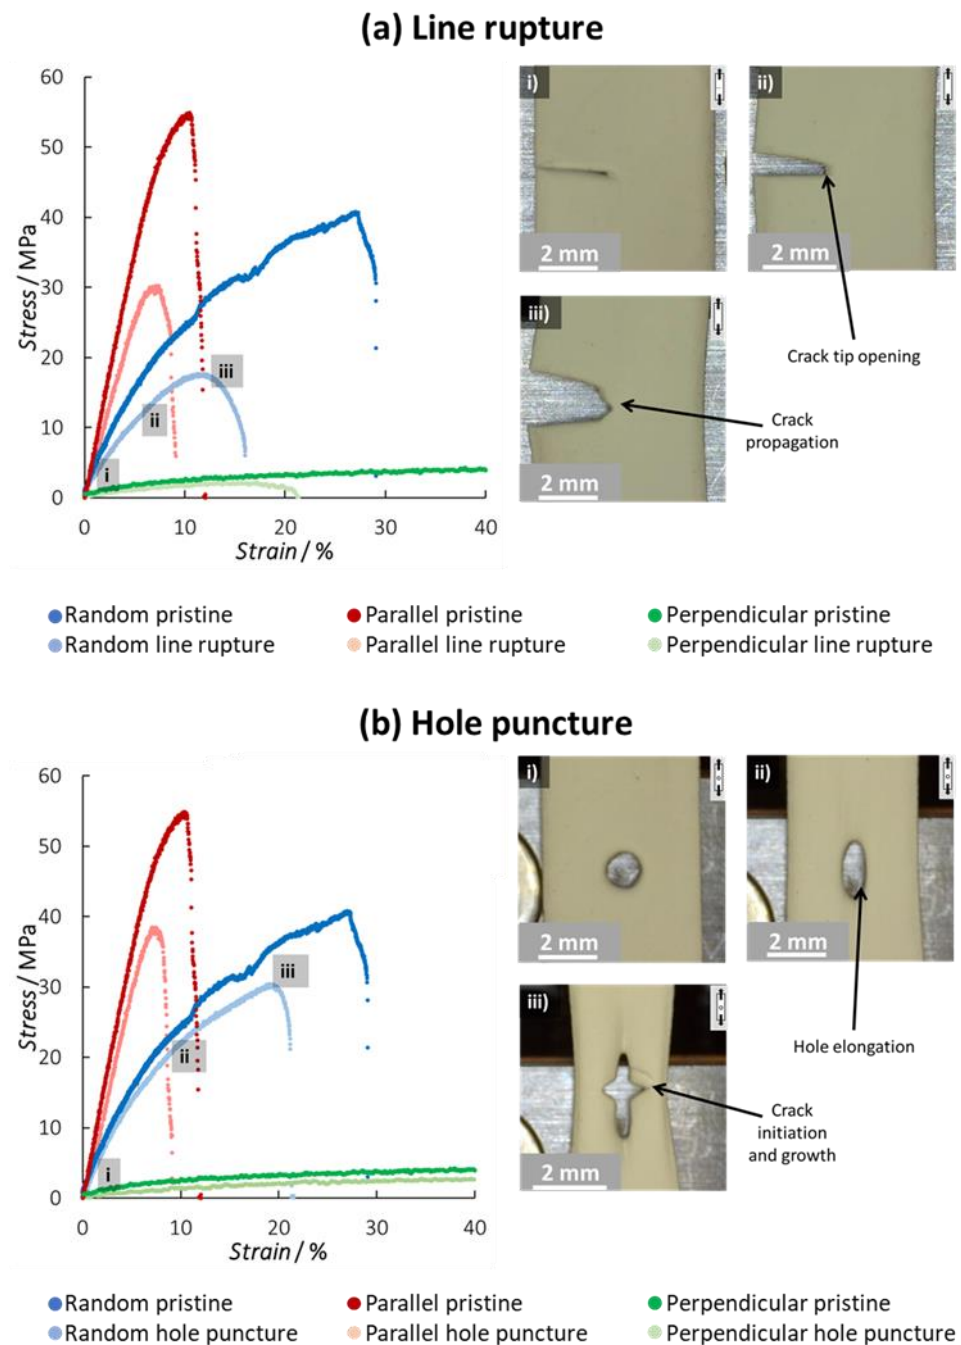 (a) Line rupture
60
50
40
30
20
10
0
Stress / MPa
i
ii
iii
0 10 20 30 40
Strain / %
i)
2 mm
ii)
2 mm
Crack tip opening
iii)
2 mm
Crack
propagation
Random pristine Parallel pristine Perpendicular pristine
Random line rupture Parallel line rupture Perpendicular line rupture
(b) Hole puncture
60
50
40
30
20
10
0
Stress / MPa
i
ii
iii
0 10 20 30 40
Strain / %
i)
2 mm
ii)
2 mm
Hole elongation
iii)
2 mm
Crack
initiation
and growth
Random pristine Parallel pristine Perpendicular pristine
Random hole puncture Parallel hole puncture Perpendicular hole puncture